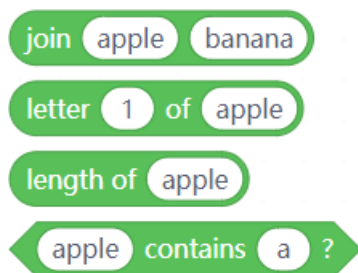 join apple banana
letter 1 of apple
length of apple
apple contains a ?